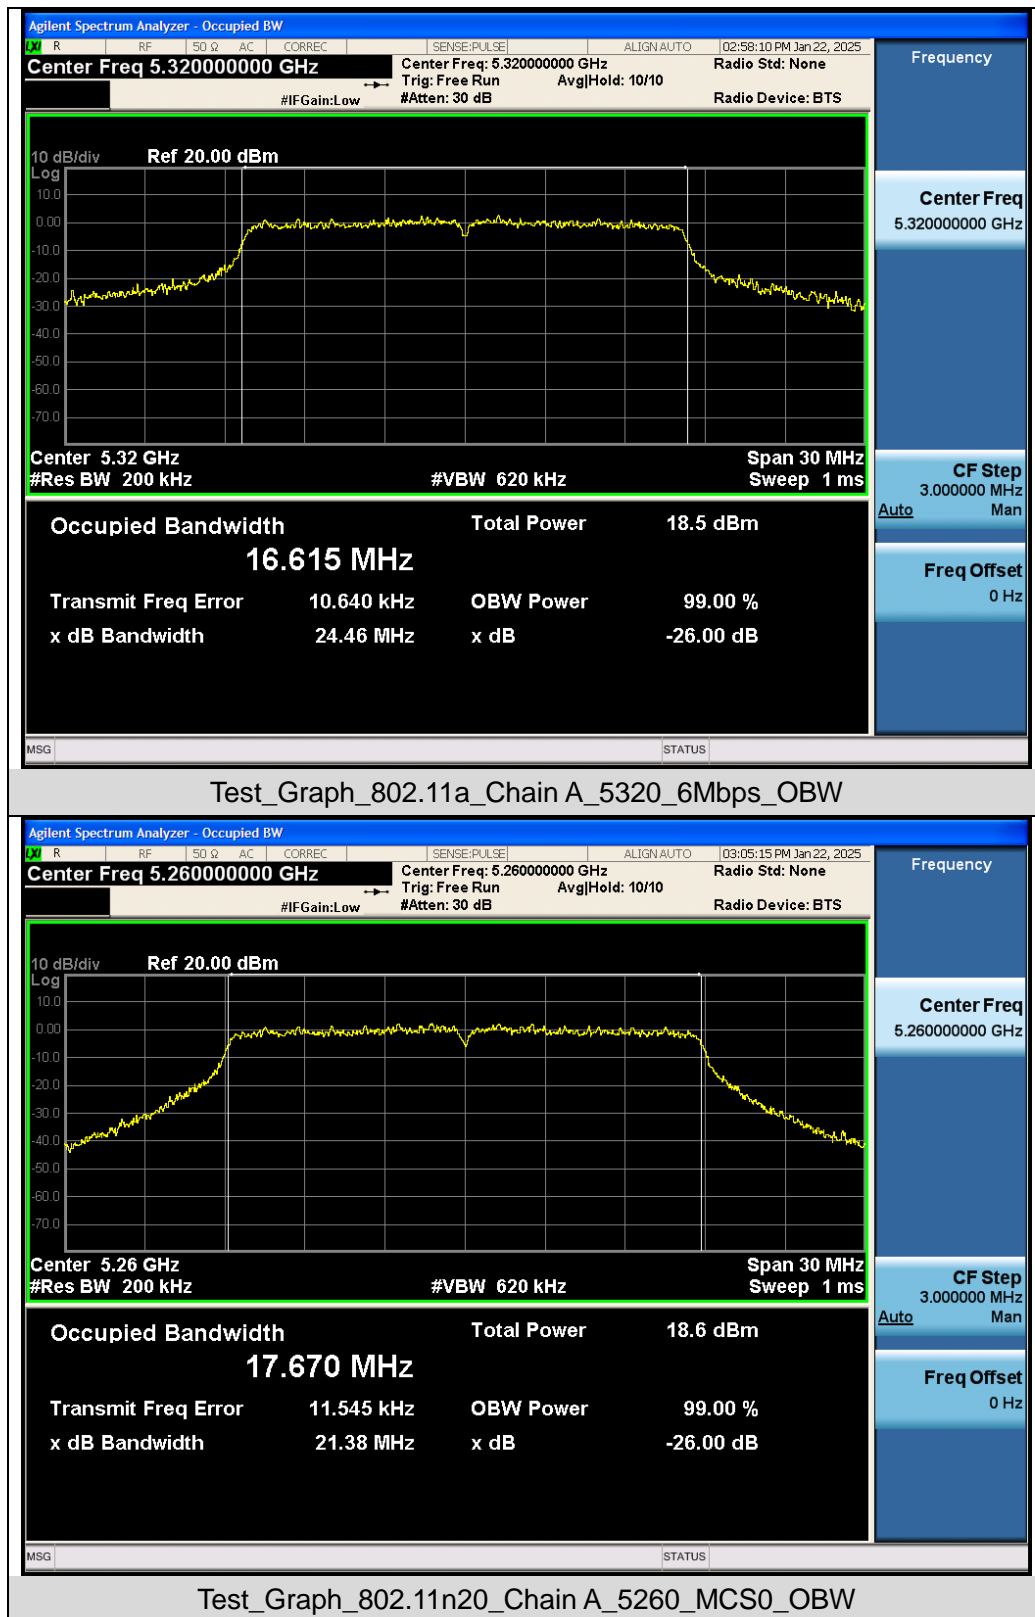 Agilent Spectrum Analyzer - Occupied BW
LXI R RF 50 Ω AC CORREC SENSE:PULSE ALIGN AUTO 02:58:10 PM Jan 22, 2025
Center Freq 5.320000000 GHz
Center Freq: 5.320000000 GHz Radio Std: None
Trig: Free Run Avg|Hold: 10/10
#IFGain:Low #Atten: 30 dB Radio Device: BTS
Frequency
10 dB/div Ref 20.00 dBm
Log
10.0
0.00
-10.0
-20.0
-30.0
-40.0
-50.0
-60.0
-70.0
Center 5.32 GHz Span 30 MHz
#Res BW 200 kHz #VBW 620 kHz Sweep 1 ms
Center Freq
5.320000000 GHz
CF Step
3.000000 MHz
Auto Man
Freq Offset
0 Hz
Occupied Bandwidth Total Power 18.5 dBm
16.615 MHz
Transmit Freq Error 10.640 kHz OBW Power 99.00 %
x dB Bandwidth 24.46 MHz x dB -26.00 dB
MSG STATUS
Test_Graph_802.11a_Chain A_5320_6Mbps_OBW
Agilent Spectrum Analyzer - Occupied BW
LXI R RF 50 Ω AC CORREC SENSE:PULSE ALIGN AUTO 03:05:15 PM Jan 22, 2025
Center Freq 5.260000000 GHz
Center Freq: 5.260000000 GHz Radio Std: None
Trig: Free Run Avg|Hold: 10/10
#IFGain:Low #Atten: 30 dB Radio Device: BTS
Frequency
10 dB/div Ref 20.00 dBm
Log
10.0
0.00
-10.0
-20.0
-30.0
-40.0
-50.0
-60.0
-70.0
Center 5.26 GHz Span 30 MHz
#Res BW 200 kHz #VBW 620 kHz Sweep 1 ms
Center Freq
5.260000000 GHz
CF Step
3.000000 MHz
Auto Man
Freq Offset
0 Hz
Occupied Bandwidth Total Power 18.6 dBm
17.670 MHz
Transmit Freq Error 11.545 kHz OBW Power 99.00 %
x dB Bandwidth 21.38 MHz x dB -26.00 dB
MSG STATUS
Test_Graph_802.11n20_Chain A_5260_MCS0_OBW